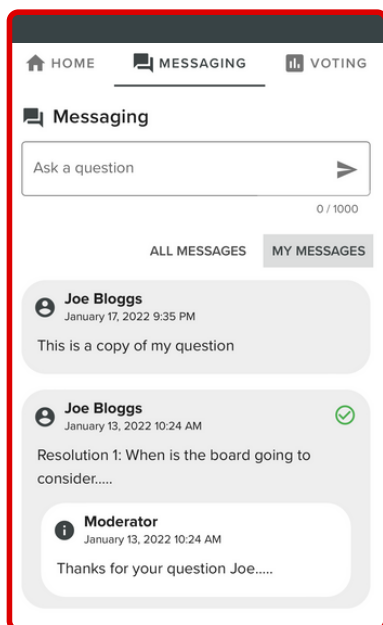 HOME MESSAGING VOTING
Messaging
Ask a question
0 / 1000
ALL MESSAGES MY MESSAGES
Joe Bloggs
January 17, 2022 9:35 PM
This is a copy of my question
Joe Bloggs
January 13, 2022 10:24 AM
Resolution 1: When is the board going to
consider.....
Moderator
January 13, 2022 10:24 AM
Thanks for your question Joe.....